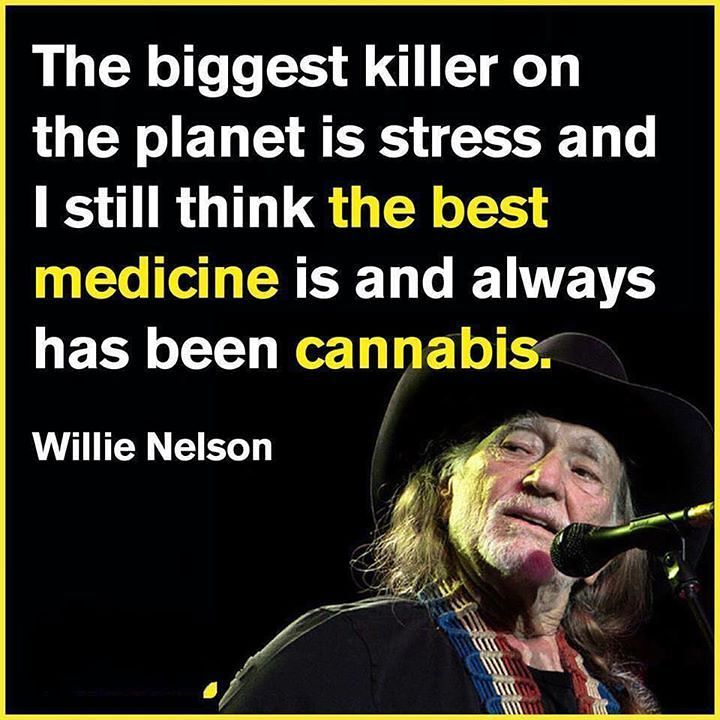 The biggest killer on
the planet is stress and
I still think the best
medicine is and always
has been cannabis.
Willie Nelson